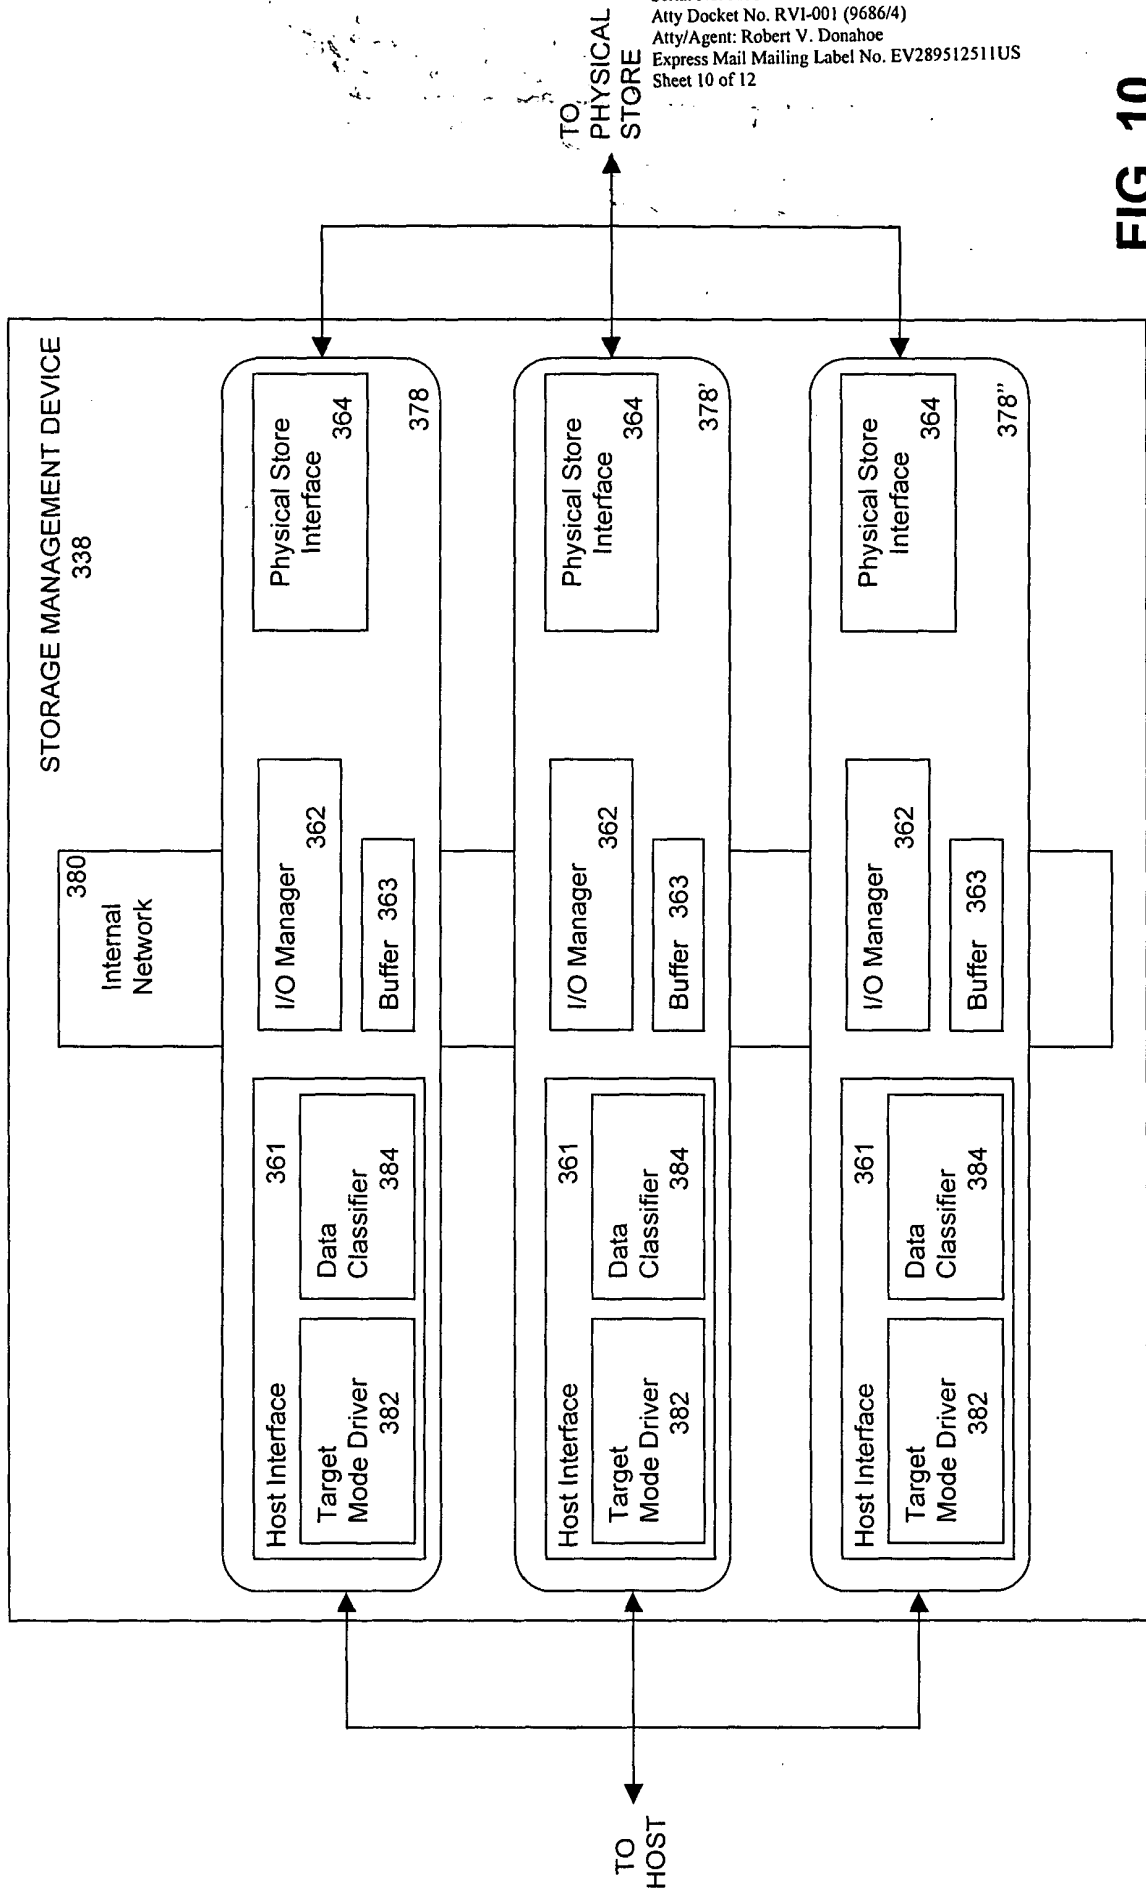 Atty Docket No. RVI-001 (9686/4)
Atty/Agent: Robert V. Donahoe
Express Mail Mailing Label No. EV289512511US
Sheet 10 of 12
STORAGE MANAGEMENT DEVICE
338
380
Internal
Network
Host Interface
361
Target
Mode Driver
382
Data
Classifier
384
I/O Manager
362
Buffer 363
Physical Store
Interface
364
378
Host Interface
361
Target
Mode Driver
382
Data
Classifier
384
I/O Manager
362
Buffer 363
Physical Store
Interface
364
378'
Host Interface
361
Target
Mode Driver
382
Data
Classifier
384
I/O Manager
362
Buffer 363
Physical Store
Interface
364
378"
TO
HOST
TO
PHYSICAL
STORE
FIG. 10